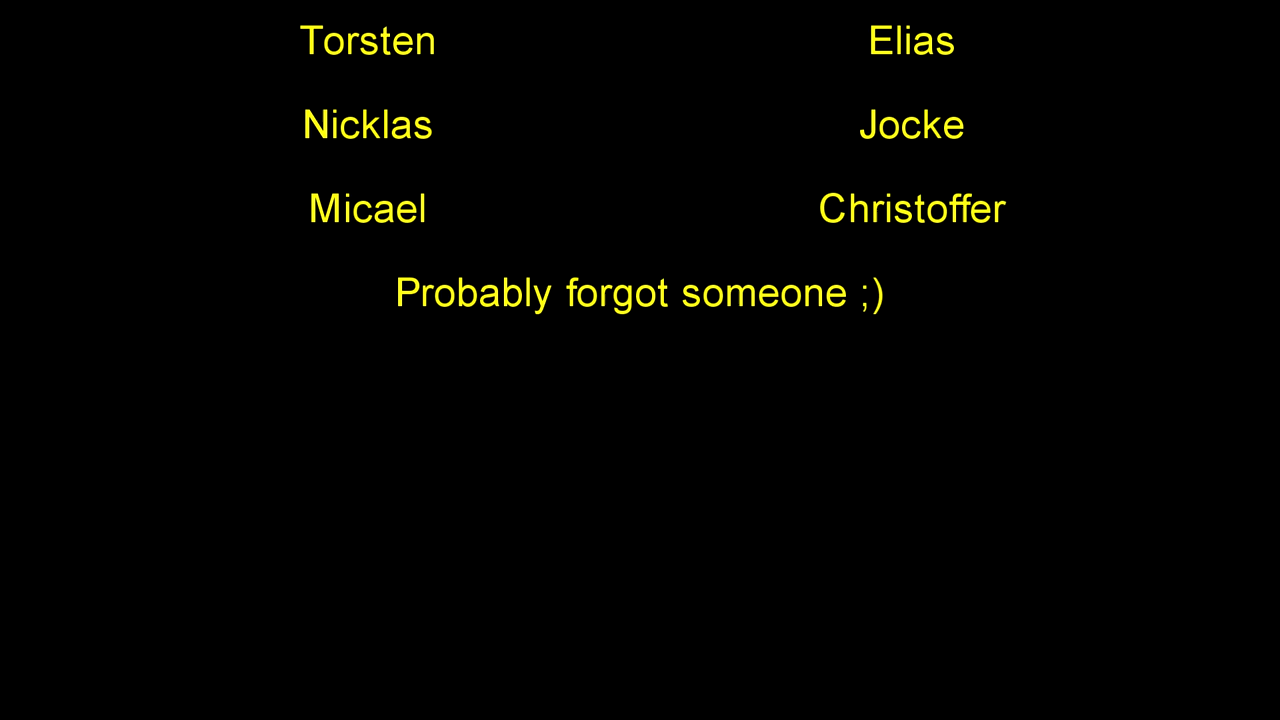 Torsten Elias
Nicklas Jocke
Micael Christoffer
Probably forgot someone ;)